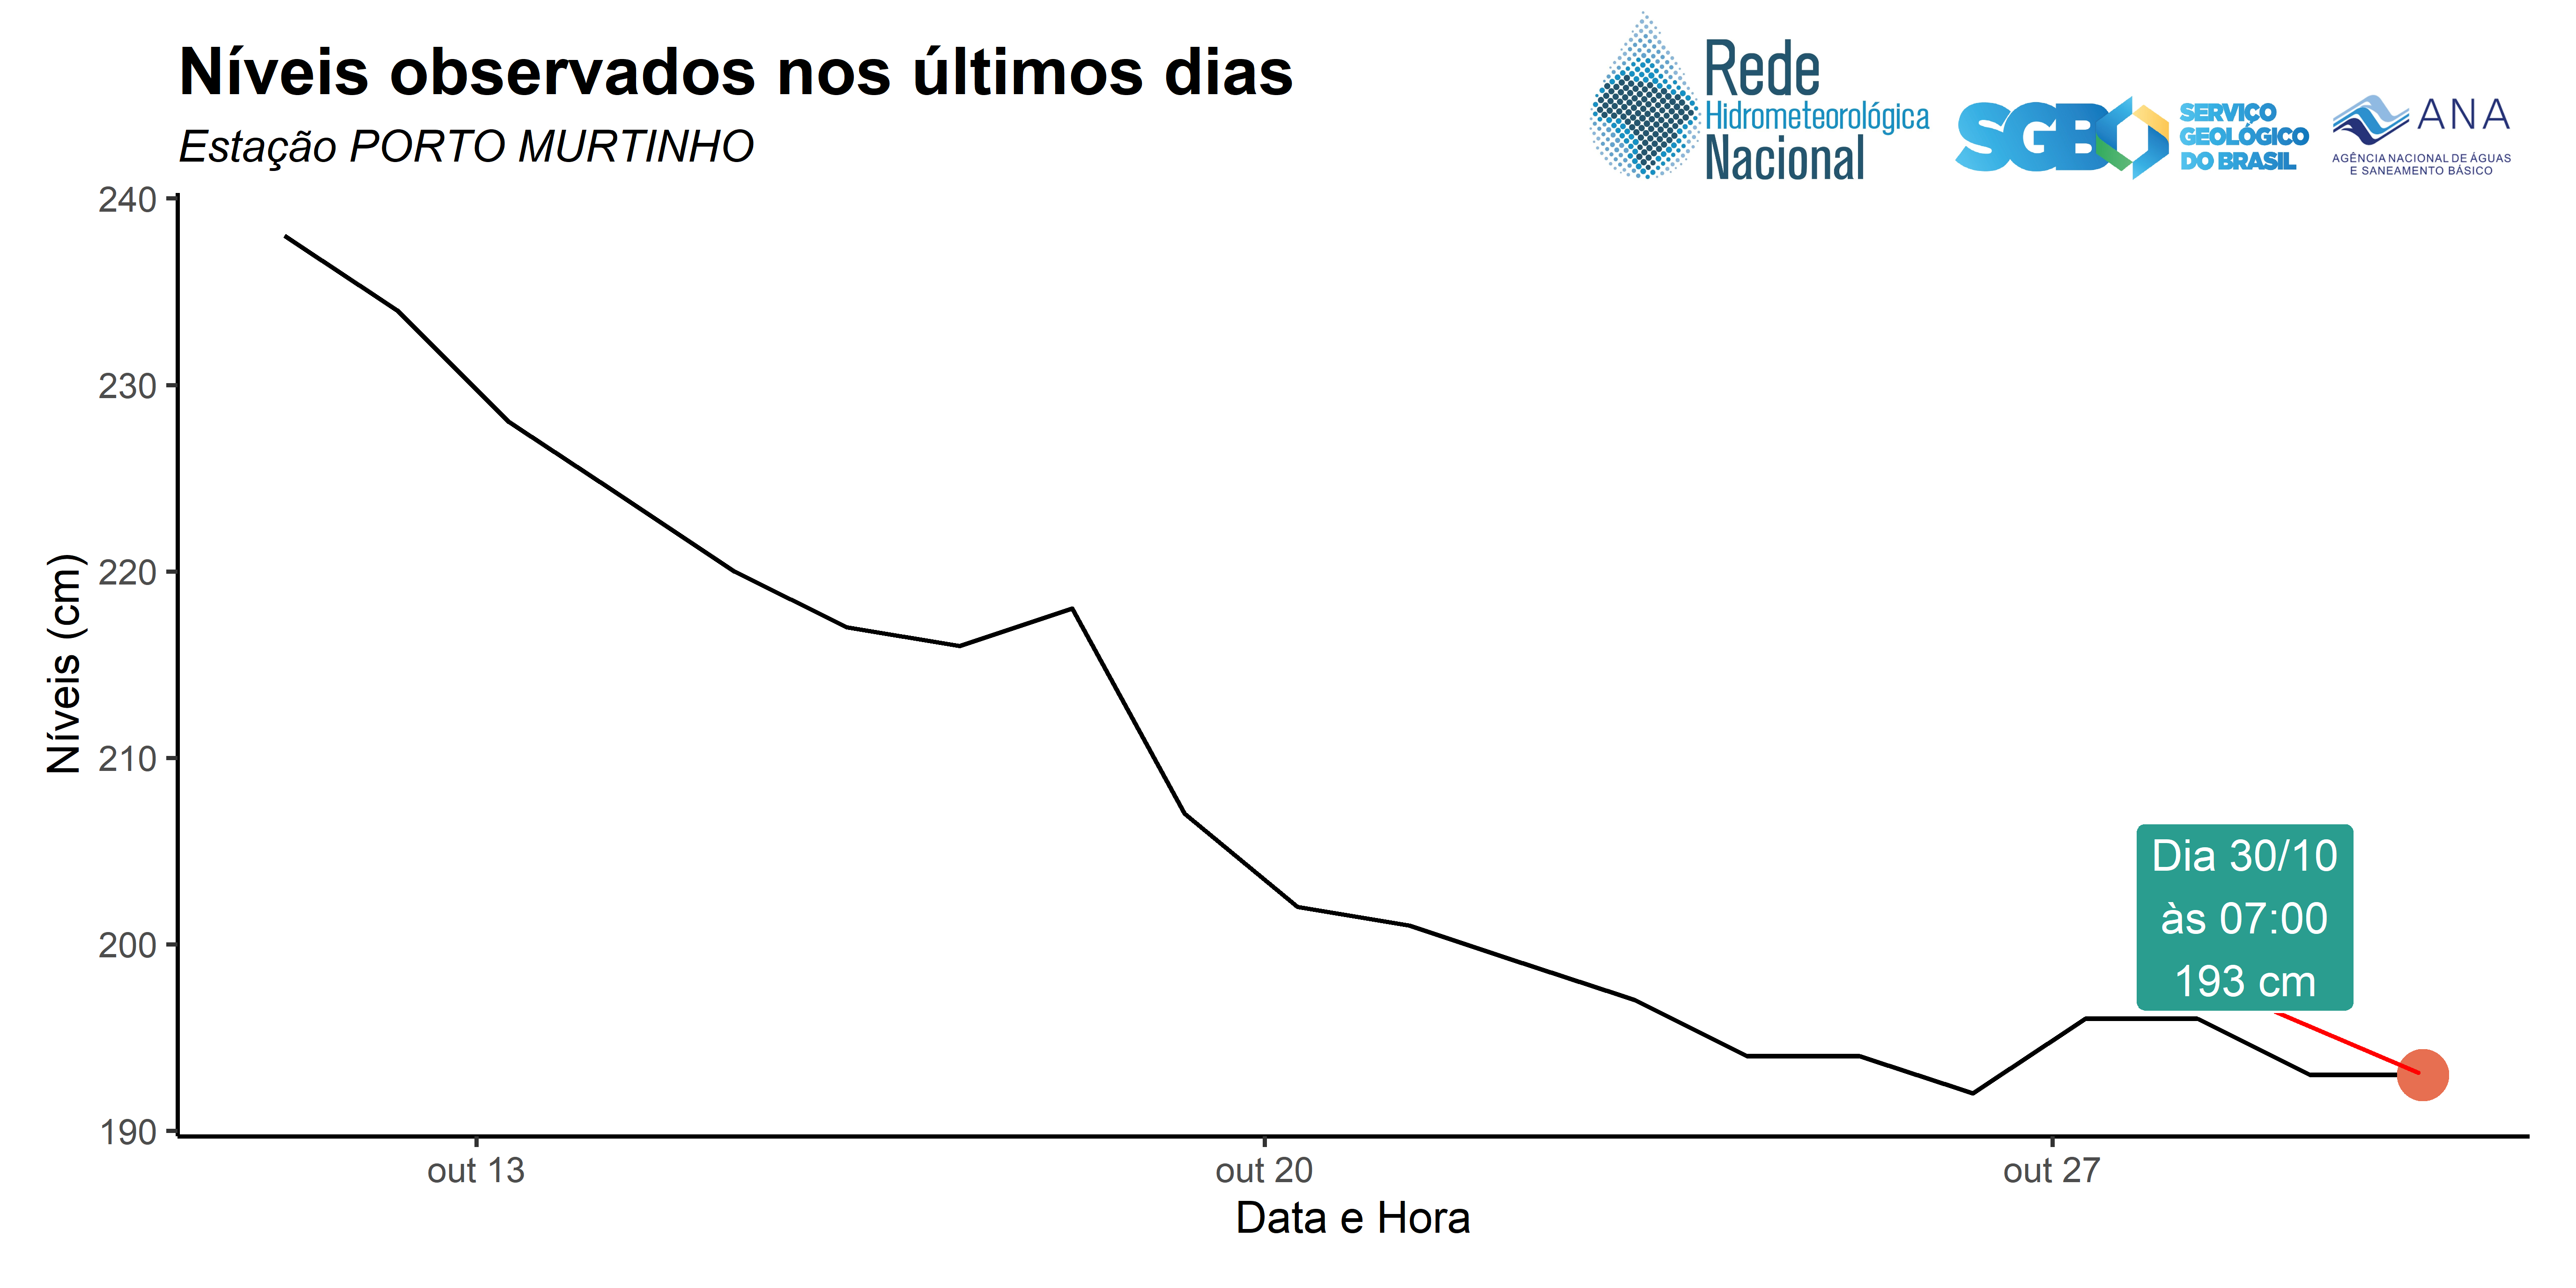 Níveis observados nos últimos dias
Estação PORTO MURTINHO
Rede
Hidrometeorológica
Nacional
SGB
SERVIÇO
GEOLÓGICO
DO BRASIL
ANA
AGÊNCIA NACIONAL DE ÁGUAS
E SANEAMENTO BÁSICO
Níveis (cm)
240
230
220
210
200
190
Dia 30/10
às 07:00
193 cm
out 13
out 20
out 27
Data e Hora